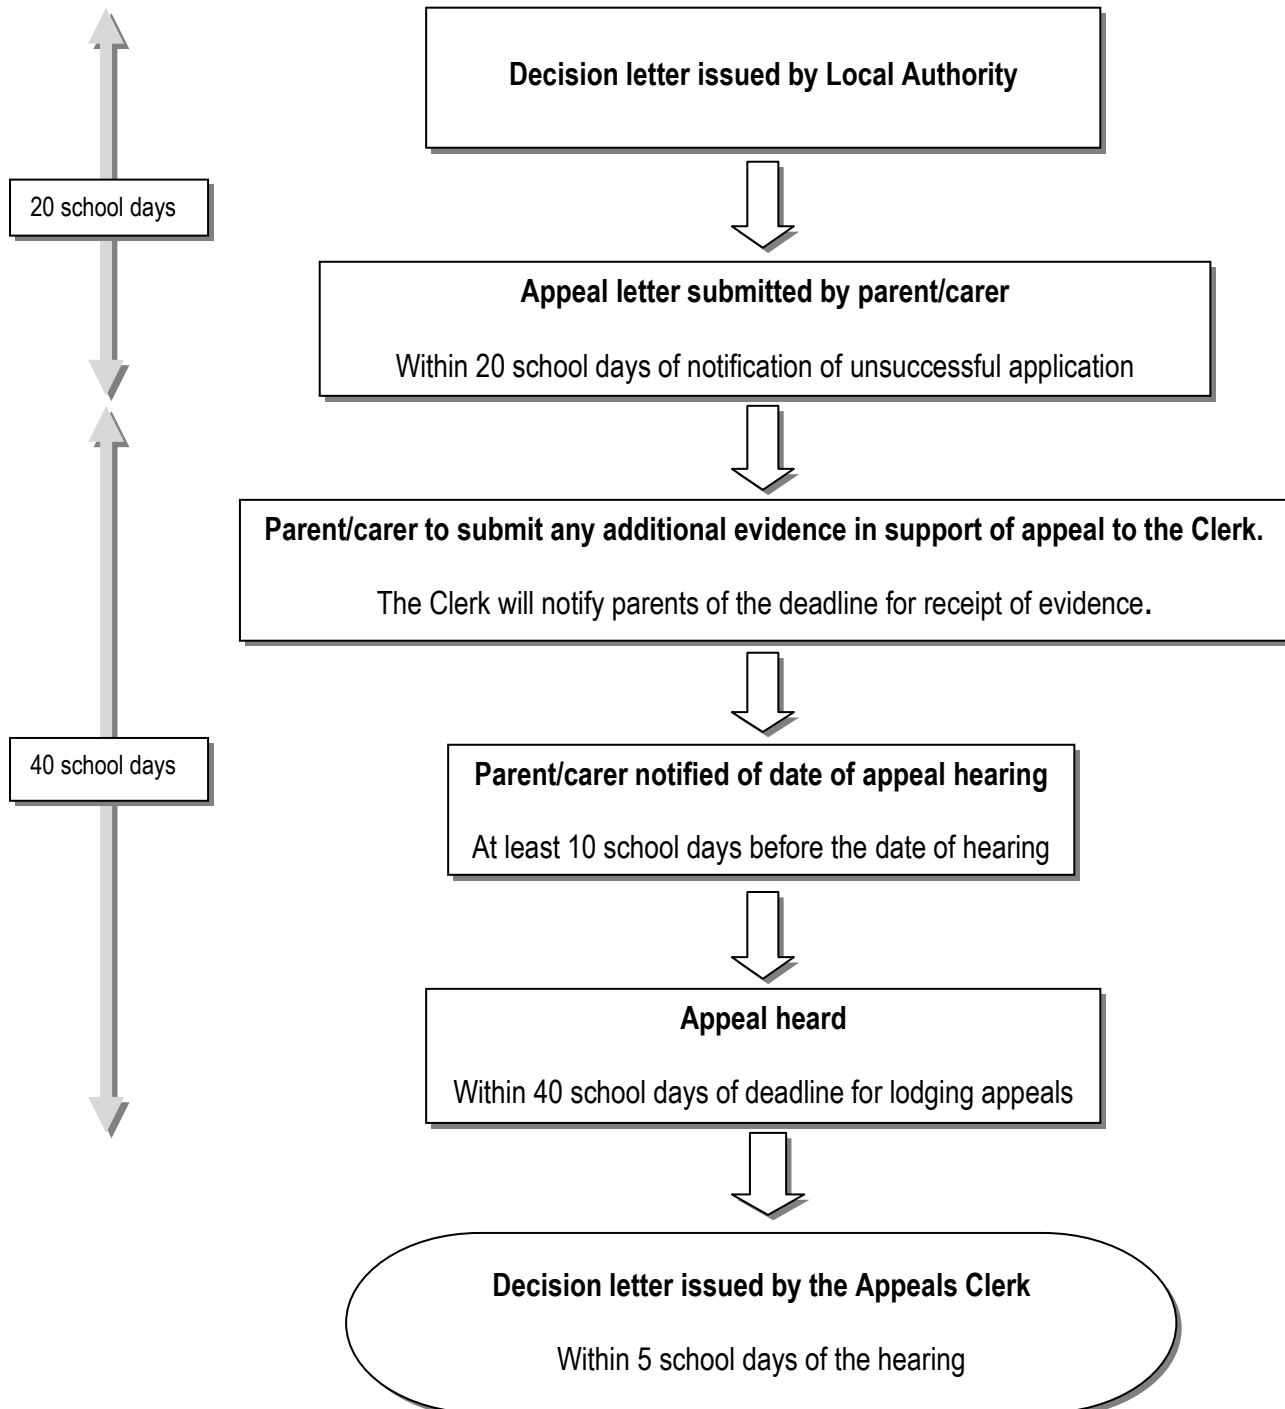 Decision letter issued by Local Authority
20 school days
Appeal letter submitted by parent/carer
Within 20 school days of notification of unsuccessful application
Parent/carer to submit any additional evidence in support of appeal to the Clerk.
The Clerk will notify parents of the deadline for receipt of evidence.
40 school days
Parent/carer notified of date of appeal hearing
At least 10 school days before the date of hearing
Appeal heard
Within 40 school days of deadline for lodging appeals
Decision letter issued by the Appeals Clerk
Within 5 school days of the hearing